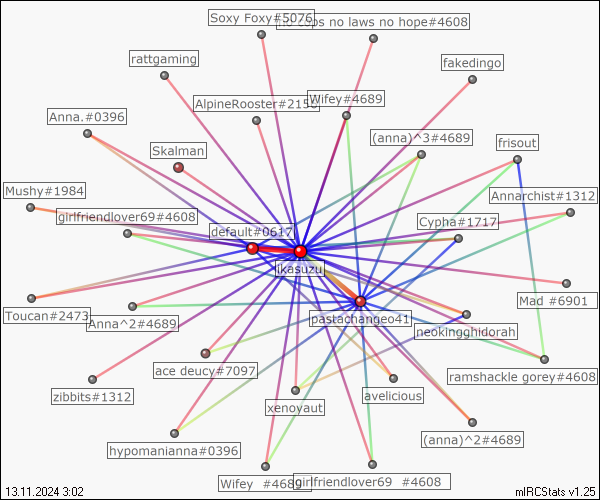 Soxy Foxy#5076
no cops no laws no hope#4608
rattgaming
fakedingo
AlpineRooster#2150
Wifey#4689
Anna.#0396
(anna)^3#4689
frisout
Skalman
Mushy#1984
Annarchist#1312
girlfriendlover69#4608
Cypha#1717
default#0617
ikasuzu
Mad #6901
Toucan#2473
Anna^2#4689
pastachanneo41
neokingghidorah
ace deucy#7097
ramshackle gorey#4608
zibbits#1312
xenoyaut
avelicious
(anna)^2#4689
hypomanianna#0396
Wifey #4689
girlfriendlover69 #4608
13.11.2024 3:02
mIRCStats v1.25